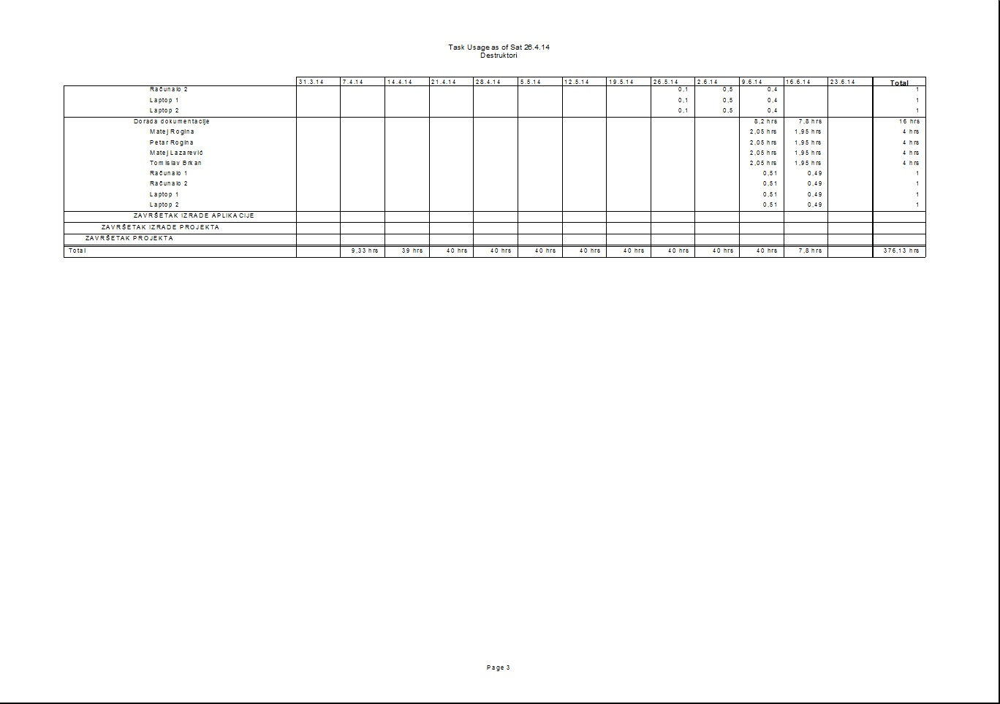 Task Usage as of Sat 26.4.14
Destruktori
31.3.14 7.4.14 14.4.14 21.4.14 28.4.14 5.5.14 12.5.14 19.5.14 26.5.14 2.6.14 9.6.14 16.6.14 23.6.14 Total
Računalo 2 0,1 0,5 0,4 1
Laptop 1 0,1 0,5 0,4 1
Laptop 2 0,1 0,5 0,4 1
Dorada dokumentacije 8,2 hrs 7,8 hrs 16 hrs
Matej Rogina 2,05 hrs 1,95 hrs 4 hrs
Petar Rogina 2,05 hrs 1,95 hrs 4 hrs
Matej Lazarević 2,05 hrs 1,95 hrs 4 hrs
Tomislav Brkan 2,05 hrs 1,95 hrs 4 hrs
Računalo 1 0,51 0,49 1
Računalo 2 0,51 0,49 1
Laptop 1 0,51 0,49 1
Laptop 2 0,51 0,49 1
ZAVRŠETAK IZRADE APLIKACIJE
ZAVRŠETAK IZRADE PROJEKTA
ZAVRŠETAK PROJEKTA
Total 9,33 hrs 39 hrs 40 hrs 40 hrs 40 hrs 40 hrs 40 hrs 40 hrs 40 hrs 40 hrs 7,8 hrs 376,13 hrs
Page 3